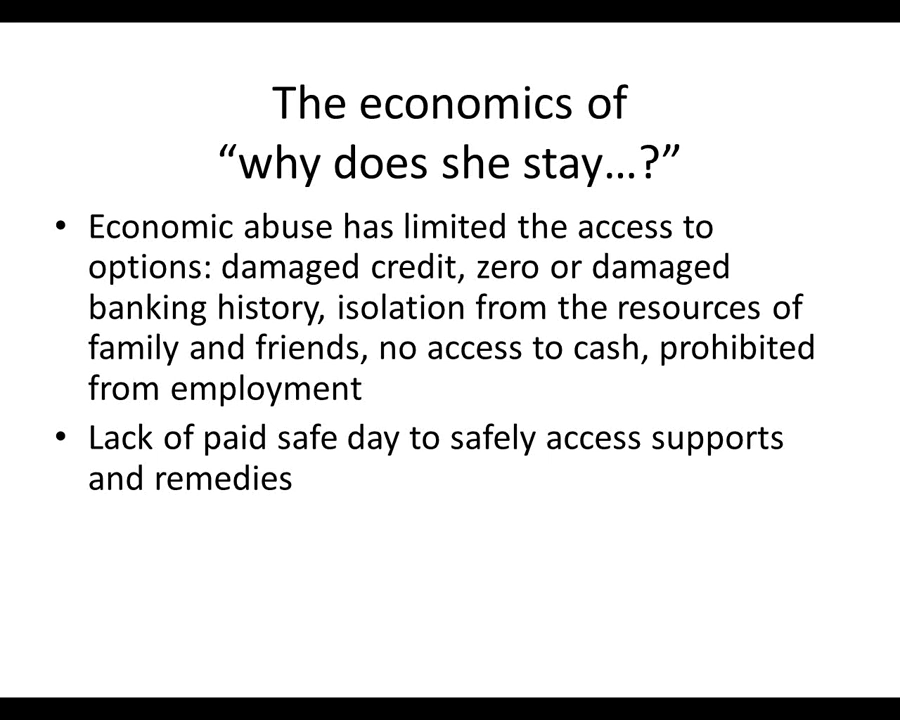 The economics of
“why does she stay…?”
• Economic abuse has limited the access to
options: damaged credit, zero or damaged
banking history, isolation from the resources of
family and friends, no access to cash, prohibited
from employment
• Lack of paid safe day to safely access supports
and remedies